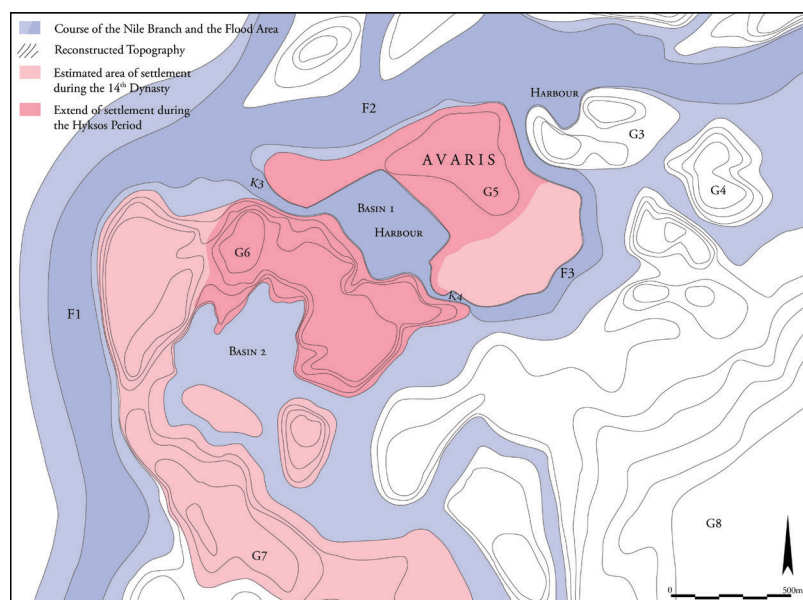 Course of the Nile Branch and the Flood Area
Reconstructed Topography
Estimated area of settlement
during the 14th Dynasty
Extend of settlement during
the Hyksos Period
Harbour
F2
G3
AVARIS
K3
G4
G5
Basin 1
Harbour
G6
F3
K4
F1
Basin 2
G8
G7
0 500m